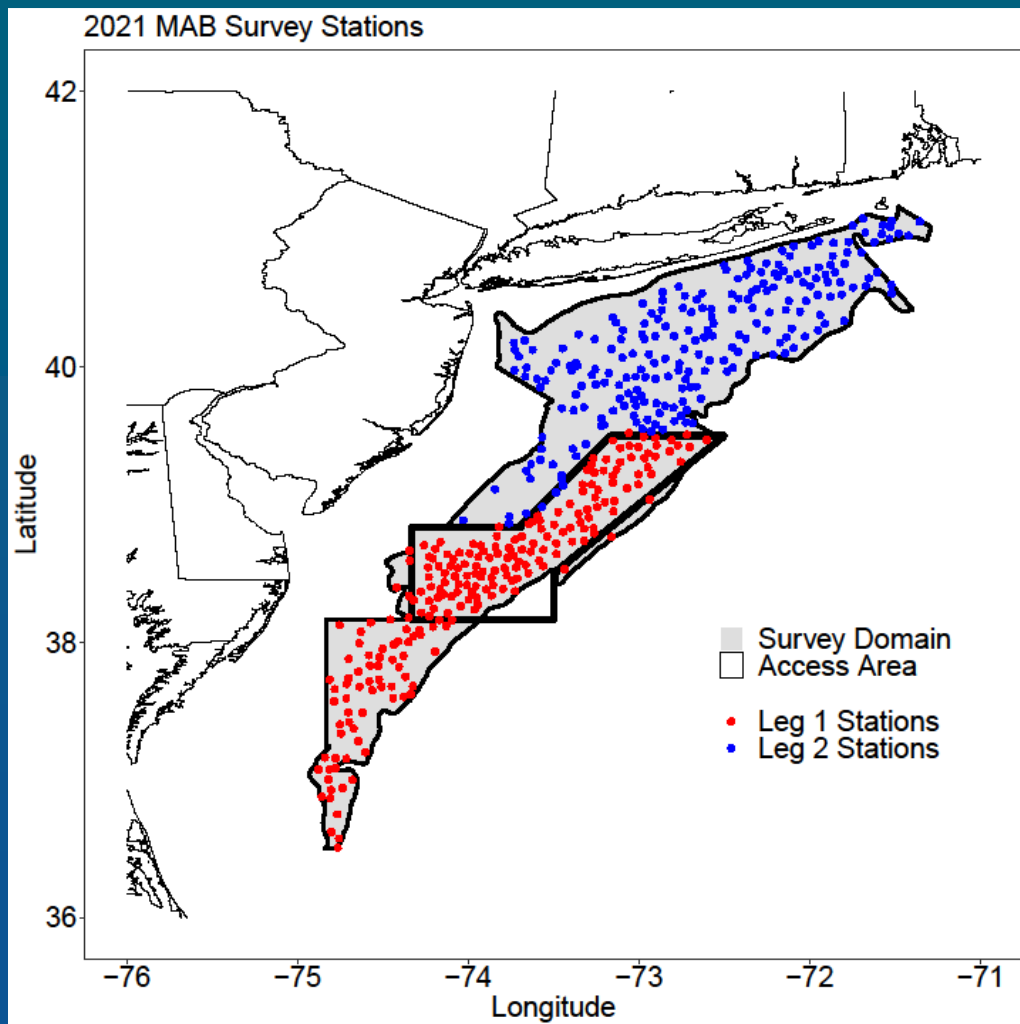 2021 MAB Survey Stations
42
40
38
36
Latitude
Survey Domain
Access Area
Leg 1 Stations
Leg 2 Stations
−76 −75 −74 −73 −72 −71
Longitude